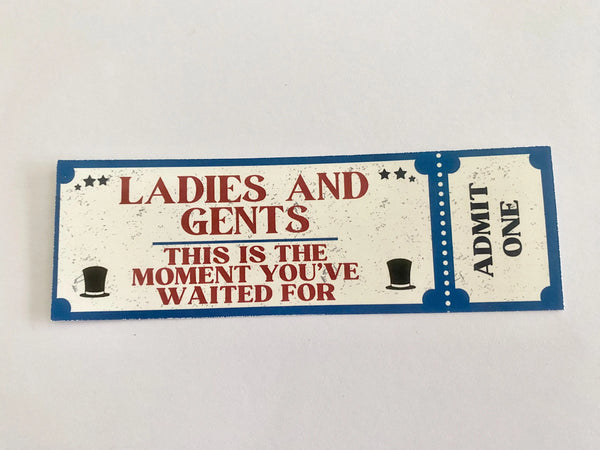 LADIES AND
GENTS
THIS IS THE
MOMENT YOU'VE
WAITED FOR
ADMIT
ONE